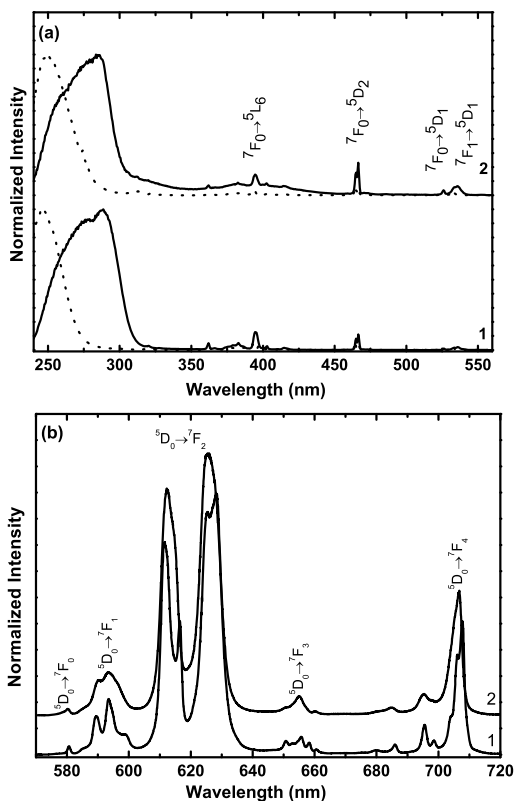 (a)
Normalized Intensity
⁷F₀→⁵L₆
⁷F₀→⁵D₂
⁷F₀→⁵D₁
⁷F₁→⁵D₁
2
1
250 300 350 400 450 500 550
Wavelength (nm)
(b)
Normalized Intensity
⁵D₀→⁷F₀
⁵D₀→⁷F₁
⁵D₀→⁷F₂
⁵D₀→⁷F₃
⁵D₀→⁷F₄
2
1
580 600 620 640 660 680 700 720
Wavelength (nm)